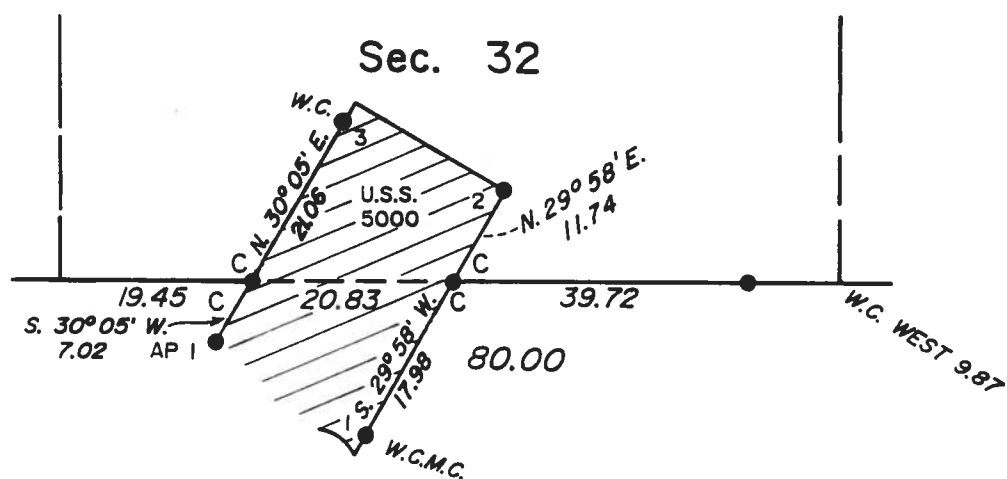 Sec. 32
W.C.
3
N. 30° 05' E.
21.06
U.S.S.
5000
2
N. 29° 58' E.
11.74
C
C
19.45
C
20.83
C
39.72
W.C. WEST 9.87
S. 30° 05' W.
7.02
AP 1
S. 29° 58' W.
17.98
80.00
1
W.C.M.C.